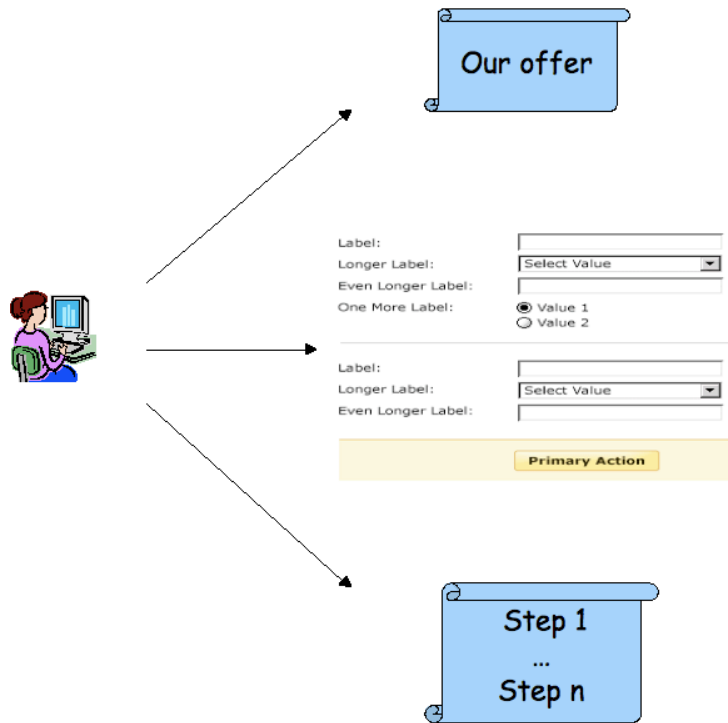 Our offer
Label:
Longer Label: Select Value
Even Longer Label:
One More Label: Value 1
Value 2
Label:
Longer Label: Select Value
Even Longer Label:
Primary Action
Step 1
...
Step n